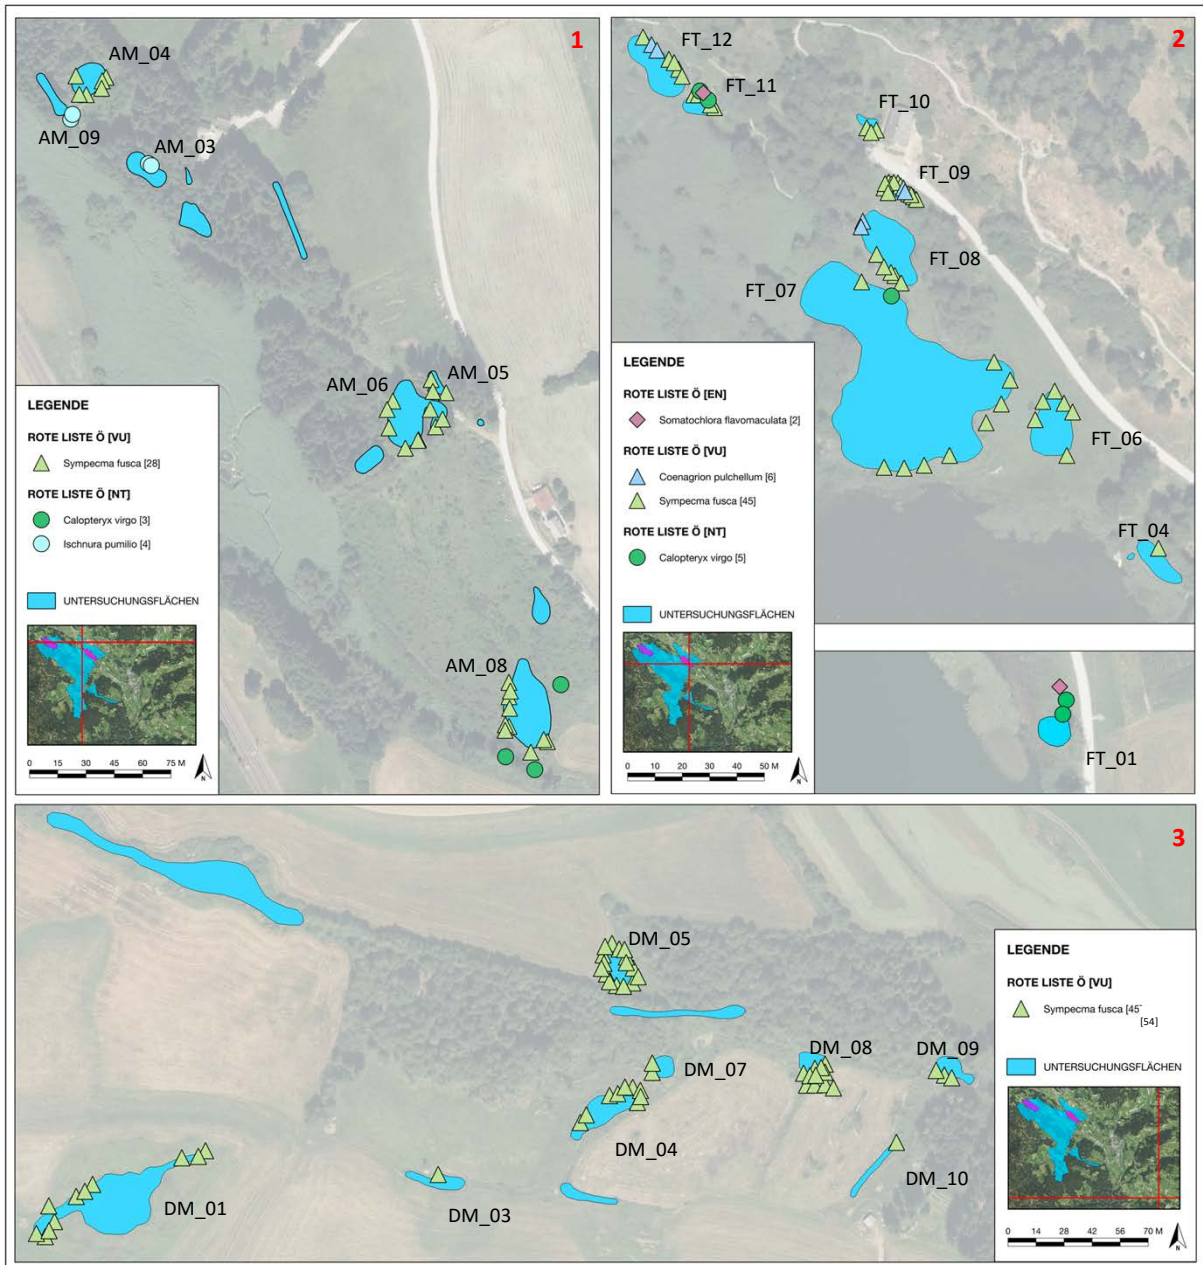 1
AM_04
AM_09
AM_03
AM_06
AM_05
AM_08
LEGENDE
ROTE LISTE Ö [VU]
Sympecma fusca [28]
ROTE LISTE Ö [NT]
Calopteryx virgo [3]
Ischnura pumilio [4]
UNTERSUCHUNGSFLÄCHEN
0 15 30 45 60 75 M
N
2
FT_12
FT_11
FT_10
FT_09
FT_08
FT_07
FT_06
FT_04
FT_01
LEGENDE
ROTE LISTE Ö [EN]
Somatochlora flavomaculata [2]
ROTE LISTE Ö [VU]
Coenagrion pulchellum [6]
Sympecma fusca [45]
ROTE LISTE Ö [NT]
Calopteryx virgo [5]
UNTERSUCHUNGSFLÄCHEN
0 10 20 30 40 50 M
N
3
DM_05
DM_07
DM_08
DM_09
DM_04
DM_10
DM_01
DM_03
LEGENDE
ROTE LISTE Ö [VU]
Sympecma fusca [45
[54]
UNTERSUCHUNGSFLÄCHEN
0 14 28 42 56 70 M
N